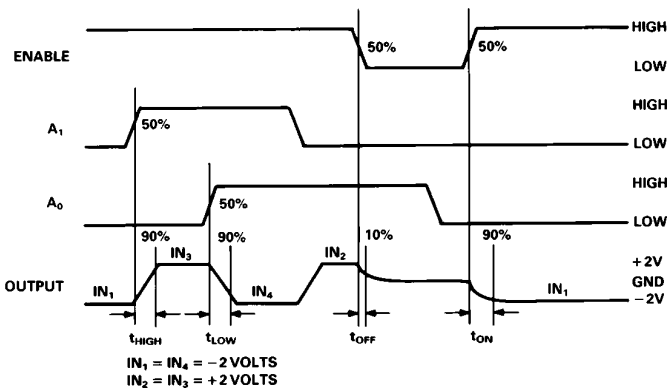 HIGH
ENABLE 50% 50%
LOW
HIGH
A1 50%
LOW
HIGH
A0 50%
LOW
90% IN3 90% IN2 10% 90%
+2V
OUTPUT GND
IN1 IN4 IN1 −2V
tHIGH tLOW tOFF tON
IN1 = IN4 = −2 VOLTS
IN2 = IN3 = +2 VOLTS